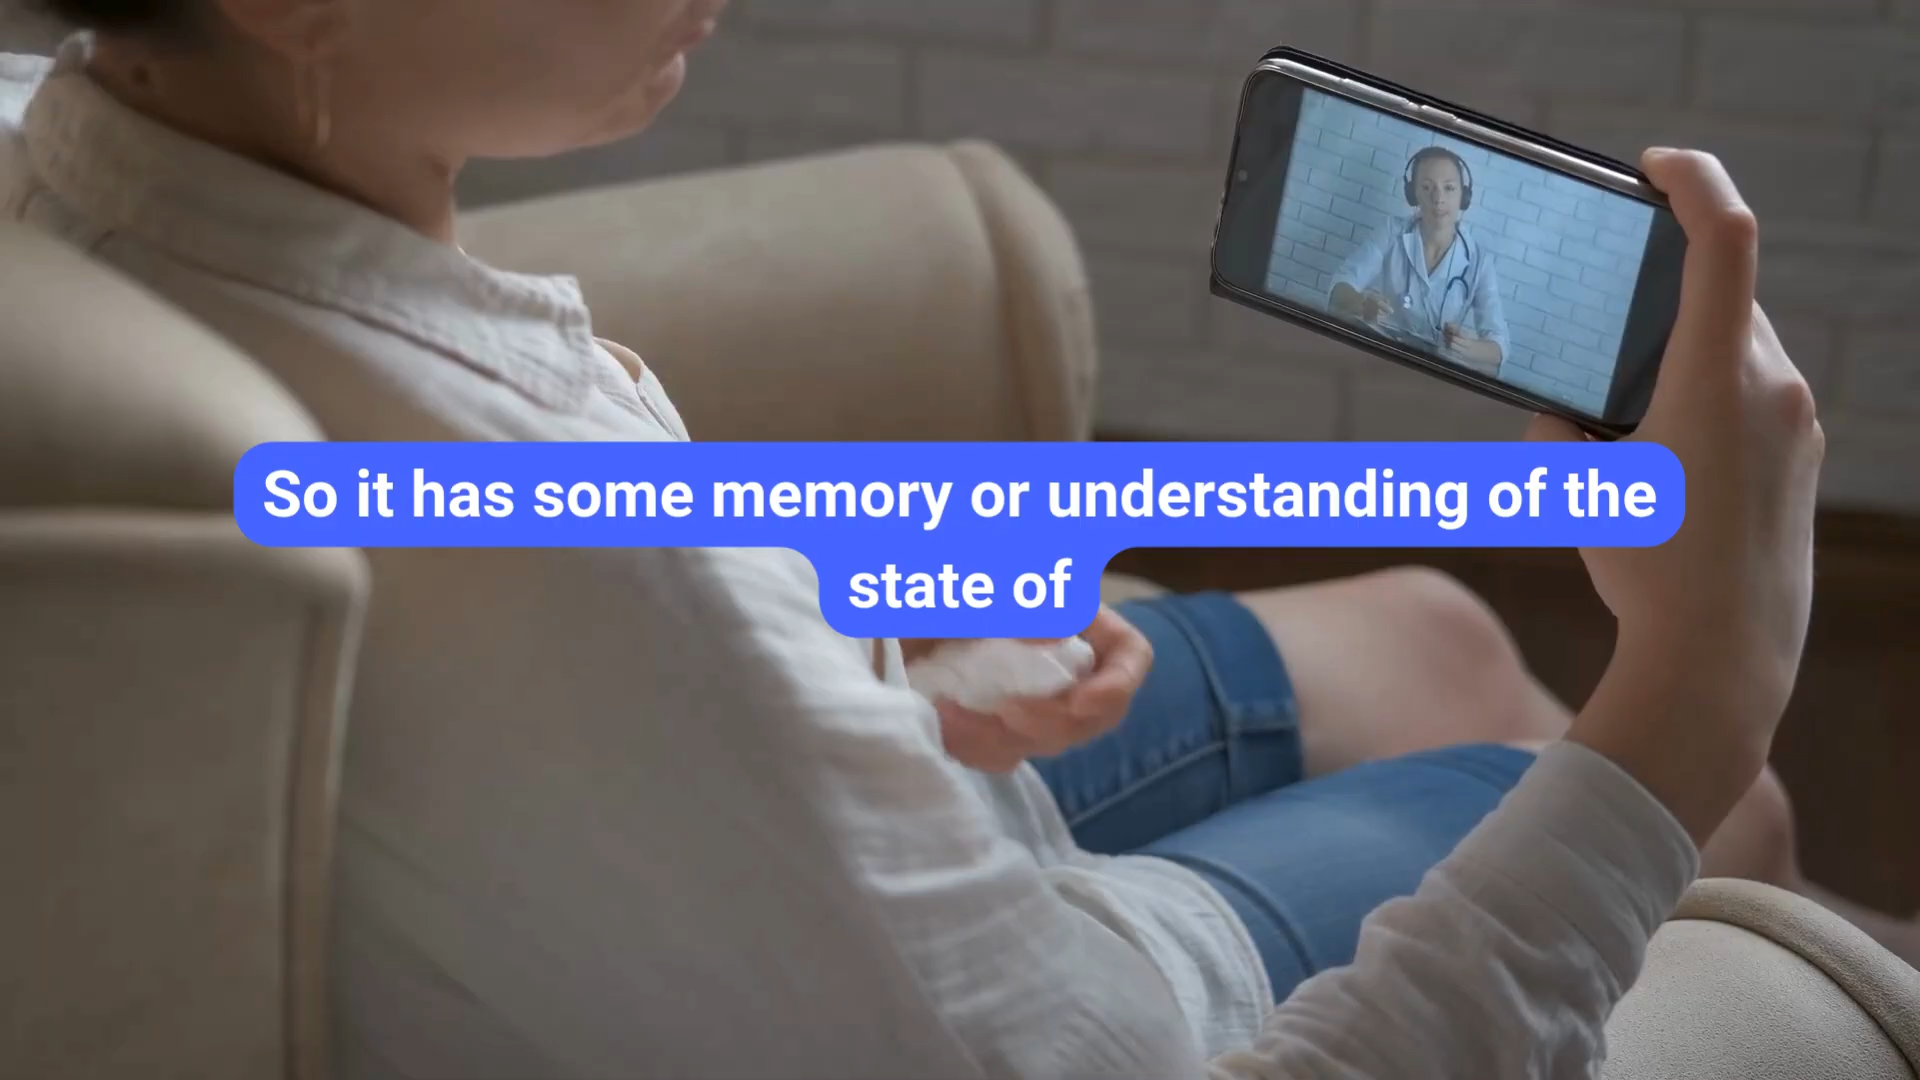 So it has some memory or understanding of the
state of